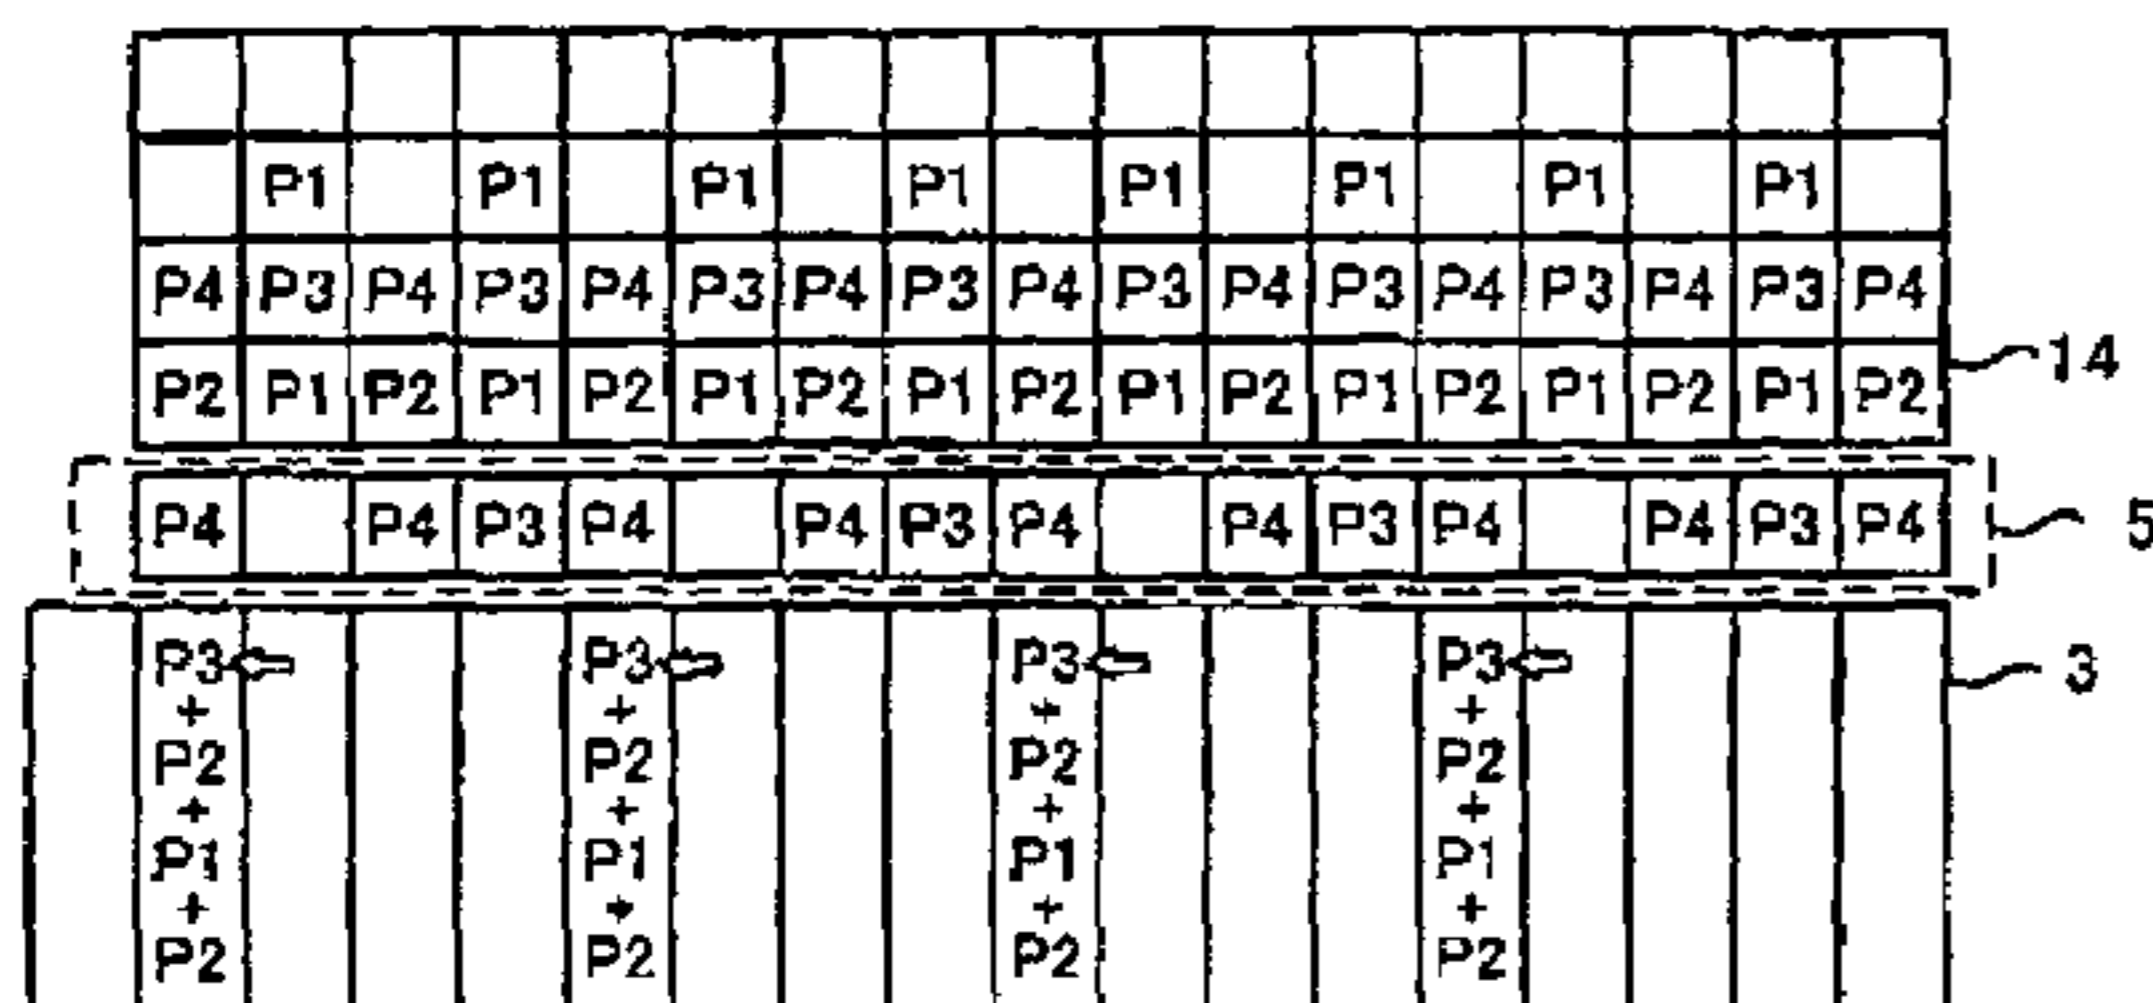 P1 P1 P1 P1 P1 P1 P1 P1
P4 P3 P4 P3 P4 P3 P4 P3 P4 P3 P4 P3 P4 P3 P4 P3 P4
P2 P1 P2 P1 P2 P1 P2 P1 P2 P1 P2 P1 P2 P1 P2 P1 P2
14
P4 P4 P3 P4 P4 P3 P4 P4 P3 P4 P4 P3 P4
5
P3 P3 P3 P3
3
+ + + +
P2 P2 P2 P2
+ + + +
P1 P1 P1 P1
+ + + +
P2 P2 P2 P2